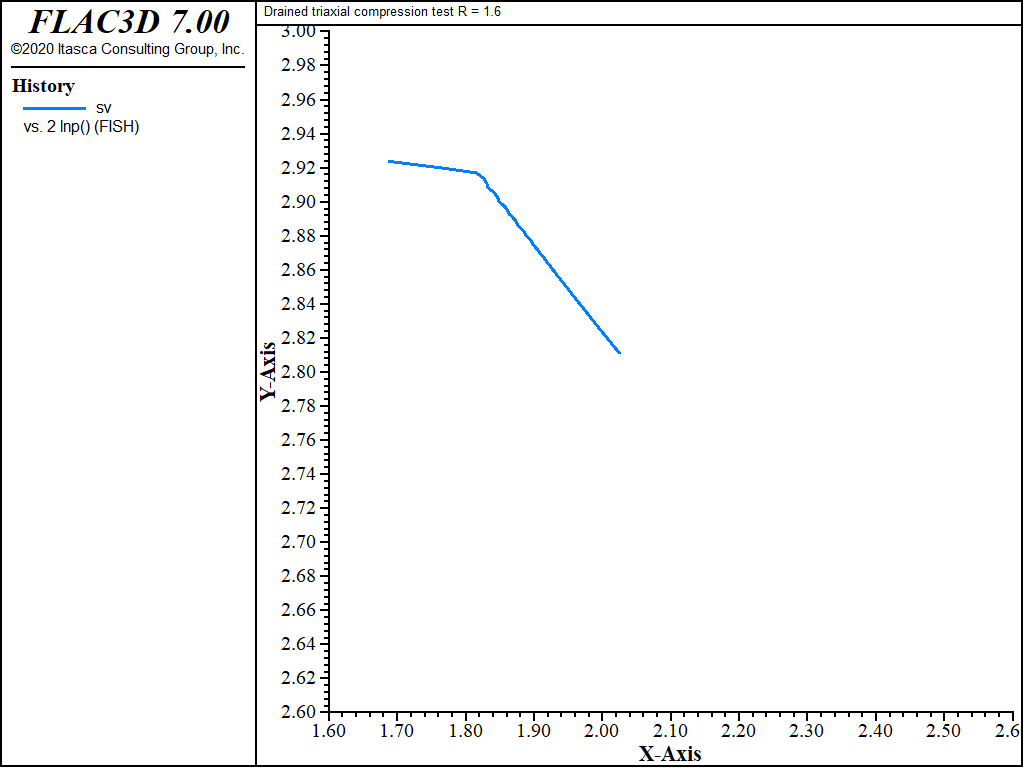 FLAC3D 7.00
©2020 Itasca Consulting Group, Inc.
History
sv
vs. 2 lnp() (FISH)
Drained triaxial compression test R = 1.6
3.00
2.98
2.96
2.94
2.92
2.90
2.88
2.86
2.84
2.82
2.80
2.78
2.76
2.74
2.72
2.70
2.68
2.66
2.64
2.62
2.60
Y-Axis
1.60 1.70 1.80 1.90 2.00 2.10 2.20 2.30 2.40 2.50 2.6
X-Axis